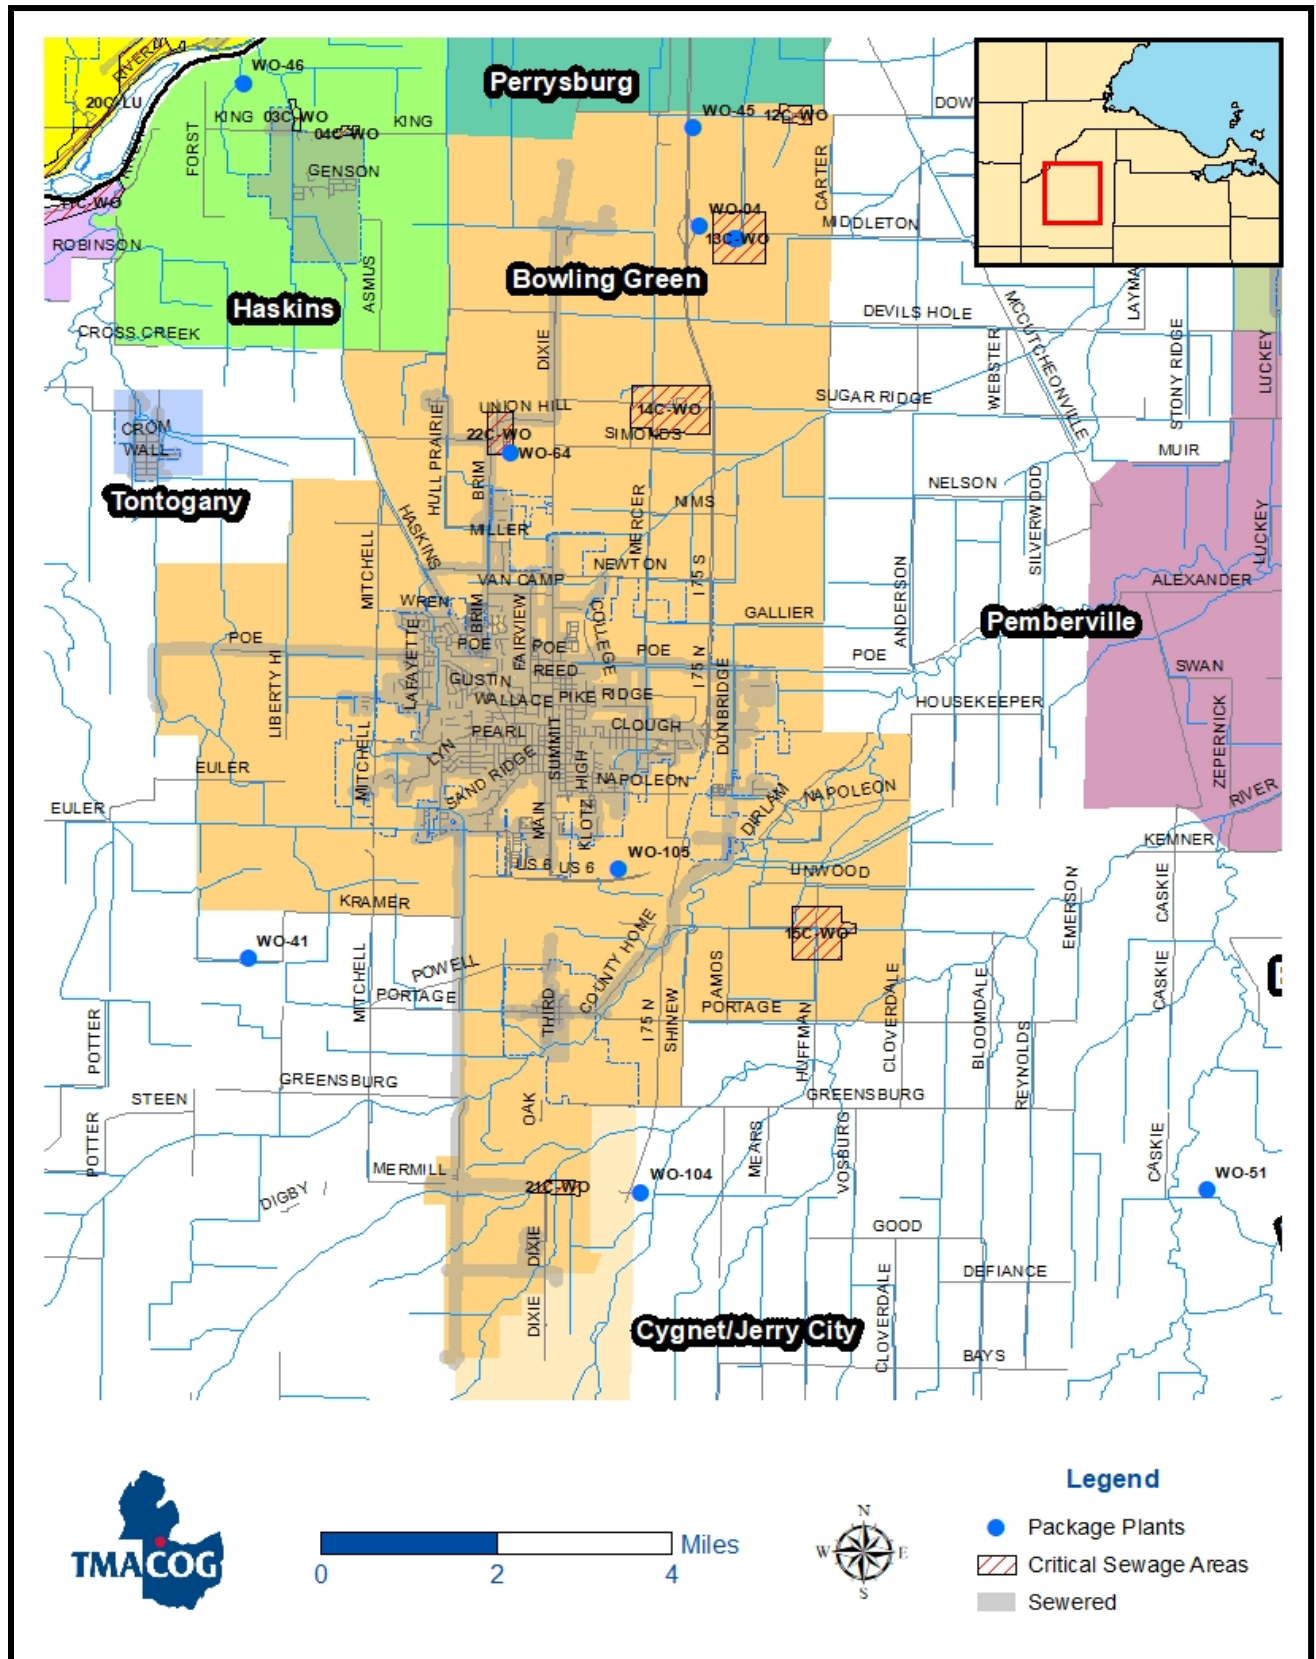 RIVER
WO-46
Perrysburg
20C-LU
KING 03C-WO
KING
04C-WO
WO-45 12C-WO
DOW
FORST
GENSON
CARTER
WO-04
MIDDLETON
13C-WO
ROBINSON
ASMUS
Bowling Green
Haskins
LAYMA
CROSS CREEK
DIXIE
DEVILS HOLE
MCCUTCHEONVILLE
WEBSTER
STONY RIDGE
LUCKEY
UNION HILL
14C-WO
SUGAR RIDGE
CROM
WALL
22C-WO
SIMONDS
WO-64
HULL PRAIRIE
BRIM
MUIR
Tontogany
HASKINS
MERCER
NIMS
NELSON
SILVERWOOD
LUCKEY
MILLER
MITCHELL
NEWTON
I 75 S
VAN CAMP
ANDERSON
ALEXANDER
WREN
BRIM
FAIRVIEW
COLLEGE
GALLIER
Pemberville
LAFAYETTE
POE
LIBERTY HI
POE
POE
POE
POE
REED
I 75 N
SWAN
GUSTIN
WALLACE
PIKE RIDGE
DUNBRIDGE
HOUSEKEEPER
ZEPERNICK
PEARL
SUMMIT
CLOUGH
MITCHELL
LYN
HIGH
EULER
SAND RIDGE
NAPOLEON
NAPOLEON
DIRLAM
RIVER
EULER
MAIN
KLOTZ
KEMNER
WO-105
US 6 US 6
LINWOOD
EMERSON
CASKIE
KRAMER
15C-WO
WO-41
COUNTY HOME
MITCHELL
POWELL
PORTAGE
AMOS
CASKIE
THIRD
I 75 N
SHINEW
PORTAGE
HUFFMAN
CLOVERDALE
BLOOMDALE
REYNOLDS
POTTER
GREENSBURG
GREENSBURG
STEEN
OAK
POTTER
MEARS
VOSBURG
CASKIE
MERMILL
21C-WO
WO-104
WO-51
DIGBY
DIXIE
GOOD
DEFIANCE
DIXIE
Cygnet/Jerry City
CLOVERDALE
BAYS
Legend
TMACOG
0 2 4 Miles
N
W E
S
Package Plants
Critical Sewage Areas
Sewered